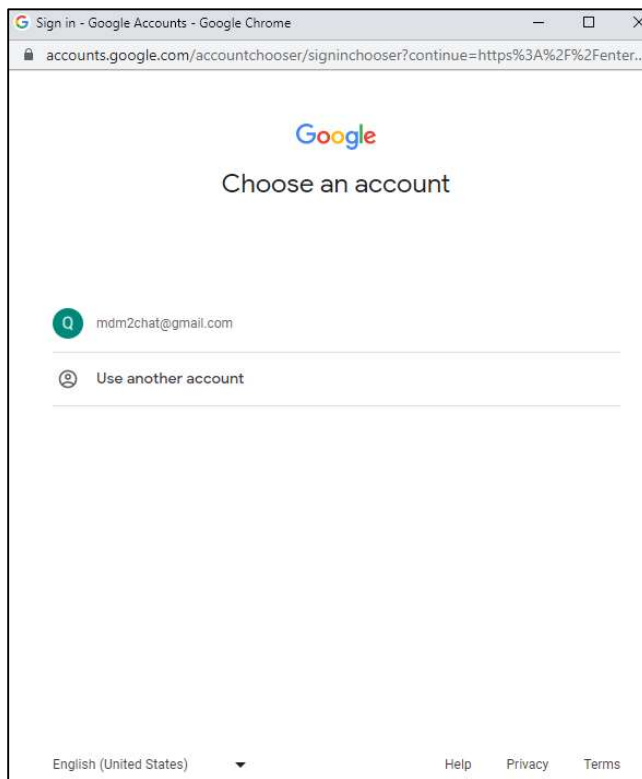 Sign in - Google Accounts - Google Chrome
accounts.google.com/accountchooser/signinchooser?continue=https%3A%2F%2Fenter...
Google
Choose an account
Q
mdm2chat@gmail.com
Use another account
English (United States)
Help Privacy Terms